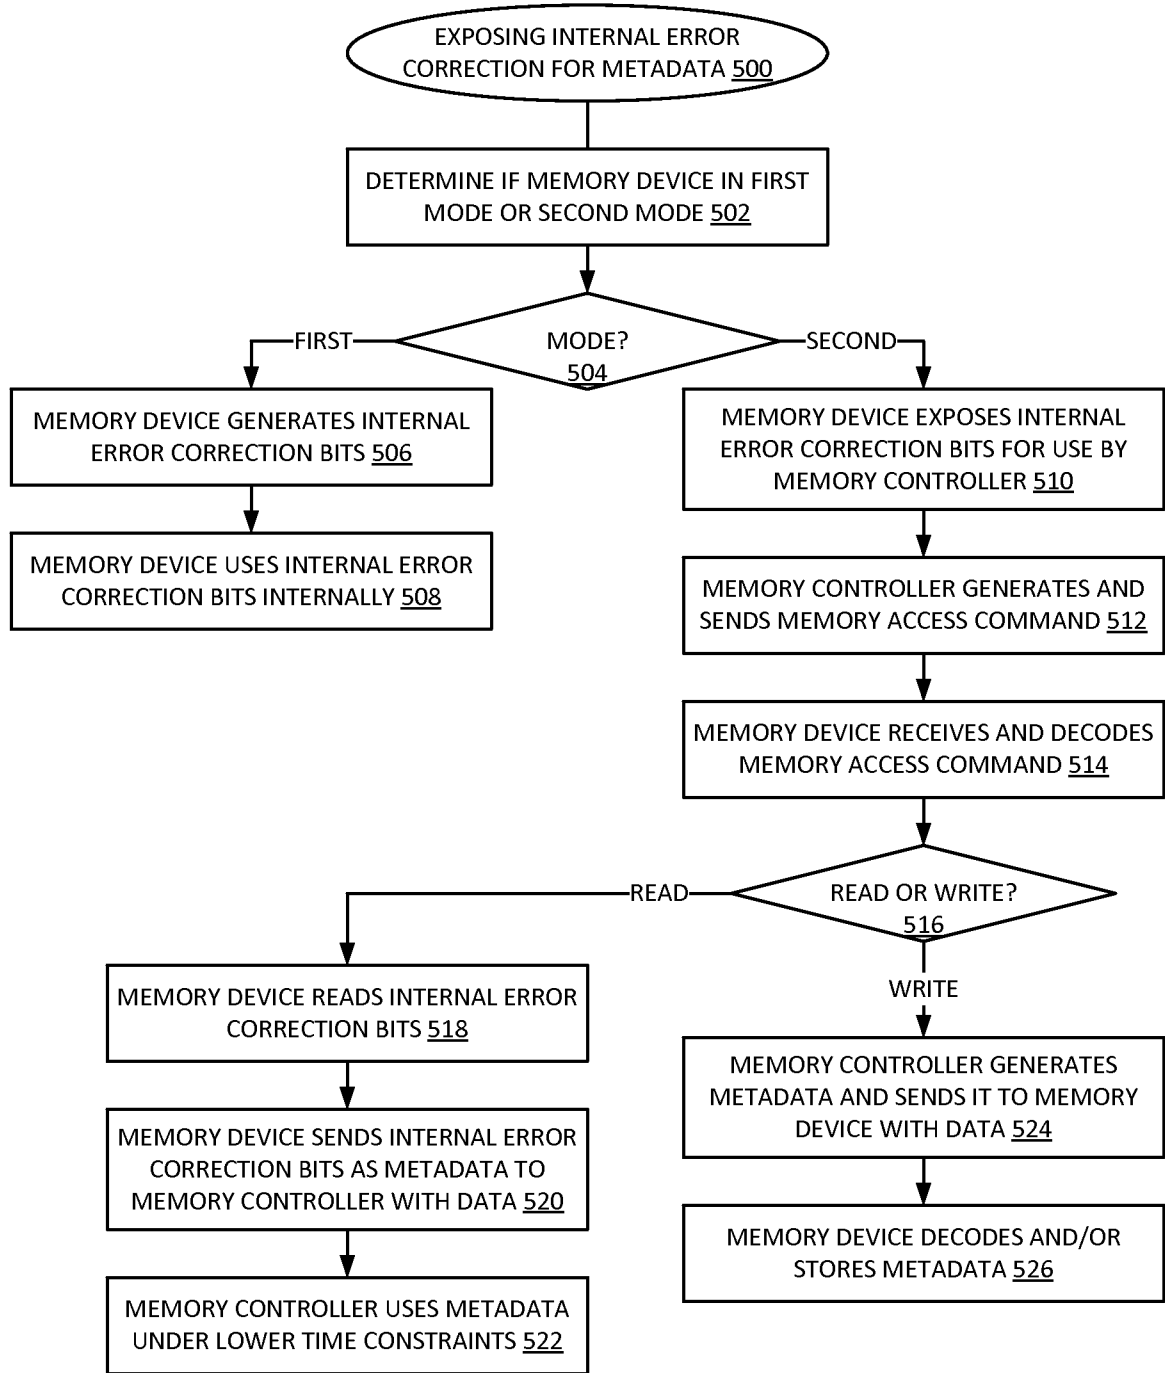 EXPOSING INTERNAL ERROR
CORRECTION FOR METADATA 500
DETERMINE IF MEMORY DEVICE IN FIRST
MODE OR SECOND MODE 502
FIRST
MODE?
504
SECOND
MEMORY DEVICE GENERATES INTERNAL
ERROR CORRECTION BITS 506
MEMORY DEVICE USES INTERNAL ERROR
CORRECTION BITS INTERNALLY 508
MEMORY DEVICE EXPOSES INTERNAL
ERROR CORRECTION BITS FOR USE BY
MEMORY CONTROLLER 510
MEMORY CONTROLLER GENERATES AND
SENDS MEMORY ACCESS COMMAND 512
MEMORY DEVICE RECEIVES AND DECODES
MEMORY ACCESS COMMAND 514
READ OR WRITE?
516
READ
WRITE
MEMORY DEVICE READS INTERNAL ERROR
CORRECTION BITS 518
MEMORY DEVICE SENDS INTERNAL ERROR
CORRECTION BITS AS METADATA TO
MEMORY CONTROLLER WITH DATA 520
MEMORY CONTROLLER USES METADATA
UNDER LOWER TIME CONSTRAINTS 522
MEMORY CONTROLLER GENERATES
METADATA AND SENDS IT TO MEMORY
DEVICE WITH DATA 524
MEMORY DEVICE DECODES AND/OR
STORES METADATA 526